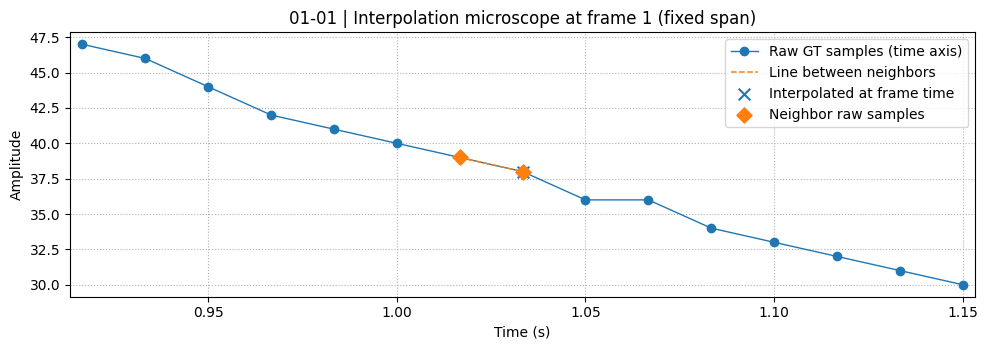 01-01 | Interpolation microscope at frame 1 (fixed span)
47.5
45.0
42.5
40.0
37.5
35.0
32.5
30.0
Amplitude
Raw GT samples (time axis)
Line between neighbors
Interpolated at frame time
Neighbor raw samples
0.95 1.00 1.05 1.10 1.15
Time (s)